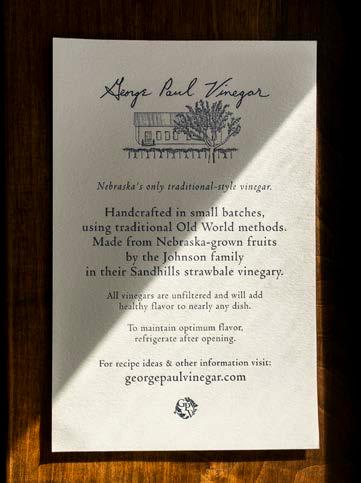 George Paul Vinegar
Nebraska's only traditional-style vinegar.
Handcrafted in small batches,
using traditional Old World methods.
Made from Nebraska-grown fruits
by the Johnson family
in their Sandhills strawbale vinegary.
All vinegars are unfiltered and will add
healthy flavor to nearly any dish.
To maintain optimum flavor,
refrigerate after opening.
For recipe ideas & other information visit:
georgepaulvinegar.com